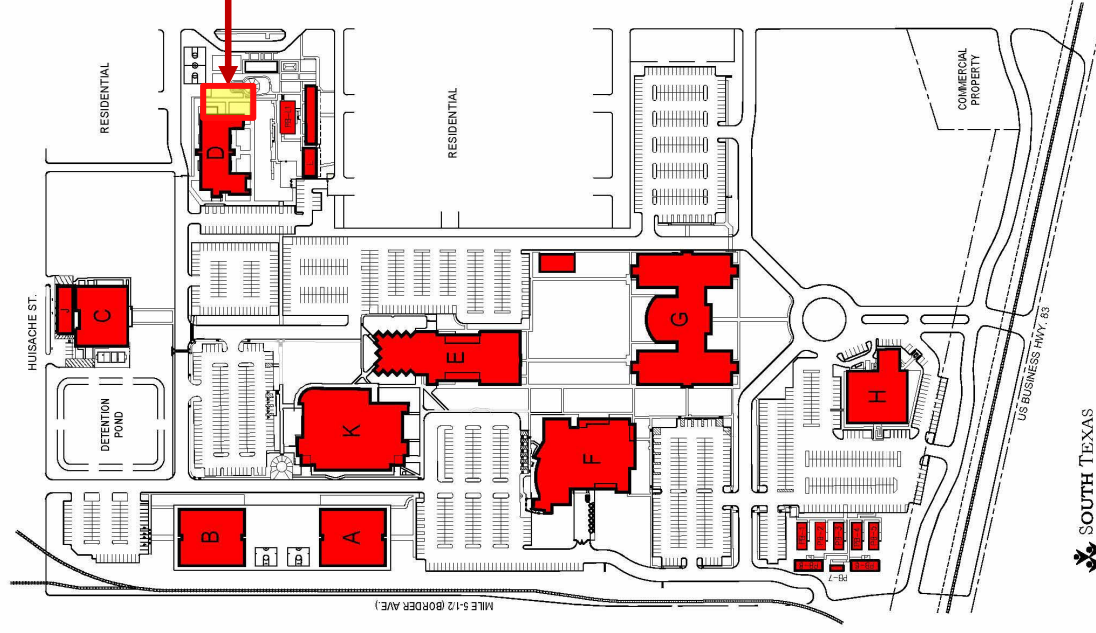 RESIDENTIAL
D
RESIDENTIAL
COMMERCIAL
PROPERTY
HUISACHE ST.
J
C
DETENTION
POND
E
G
K
H
F
B
A
PB-7
US BUSINESS HWY. 83
MILE 5-1/2 (BORDER AVE.)
SOUTH TEXAS